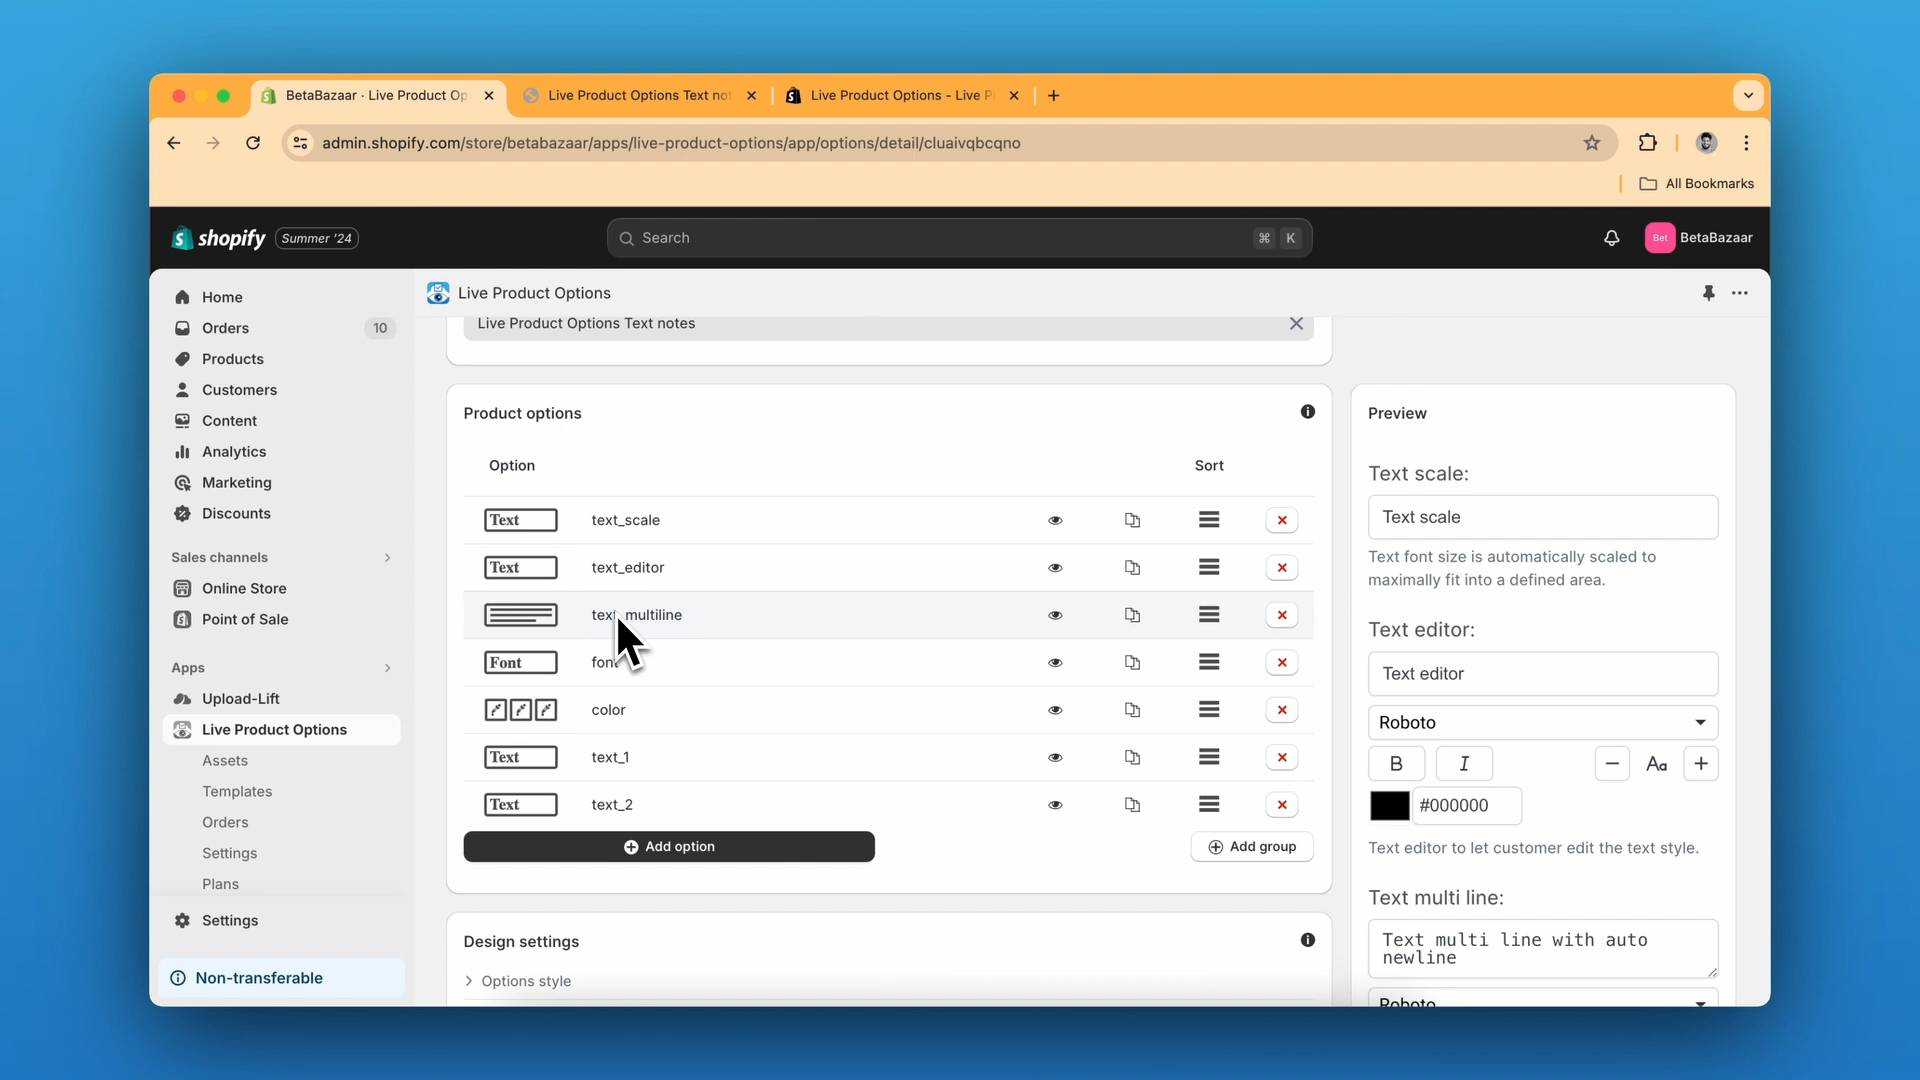 BetaBazaar · Live Product Op
Live Product Options Text not
Live Product Options - Live P
admin.shopify.com/store/betabazaar/apps/live-product-options/app/options/detail/cluaivqbcqno
All Bookmarks
shopify
Summer '24
Search
⌘ K
Bet
BetaBazaar
Home
Orders
10
Products
Customers
Content
Analytics
Marketing
Discounts
Sales channels
Online Store
Point of Sale
Apps
Upload-Lift
Live Product Options
Assets
Templates
Orders
Settings
Plans
Settings
Non-transferable
Live Product Options
Live Product Options Text notes
Product options
Option
Sort
Text text_scale
Text text_editor
text_multiline
Font font
color
Text text_1
Text text_2
Add option
Add group
Design settings
Options style
Preview
Text scale:
Text scale
Text font size is automatically scaled to
maximally fit into a defined area.
Text editor:
Text editor
Roboto
B I − Aa +
#000000
Text editor to let customer edit the text style.
Text multi line:
Text multi line with auto
newline
Roboto